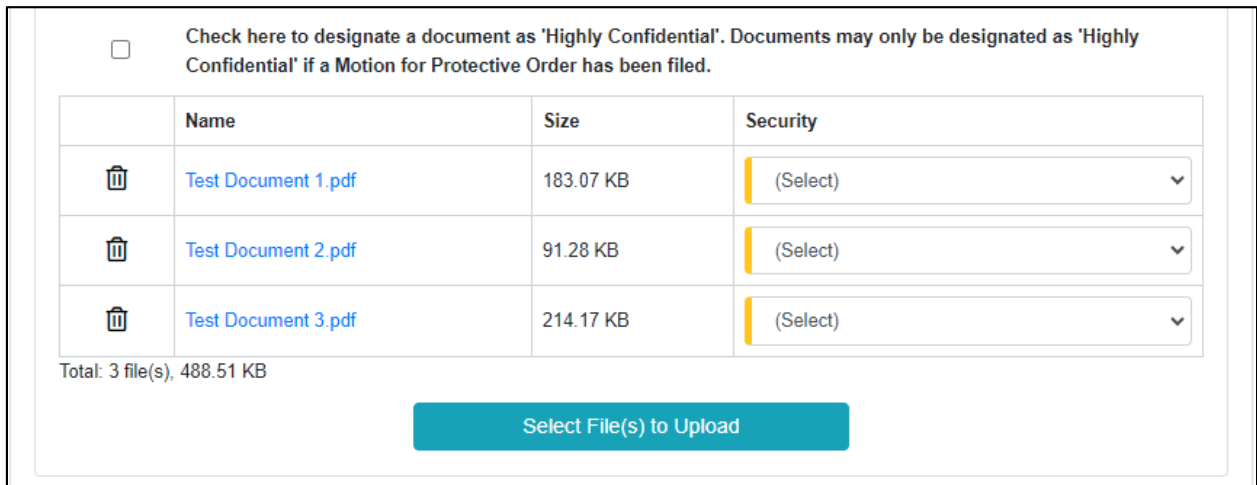 Check here to designate a document as 'Highly Confidential'. Documents may only be designated as 'Highly
Confidential' if a Motion for Protective Order has been filed.
Name Size Security
Test Document 1.pdf 183.07 KB (Select)
Test Document 2.pdf 91.28 KB (Select)
Test Document 3.pdf 214.17 KB (Select)
Total: 3 file(s), 488.51 KB
Select File(s) to Upload